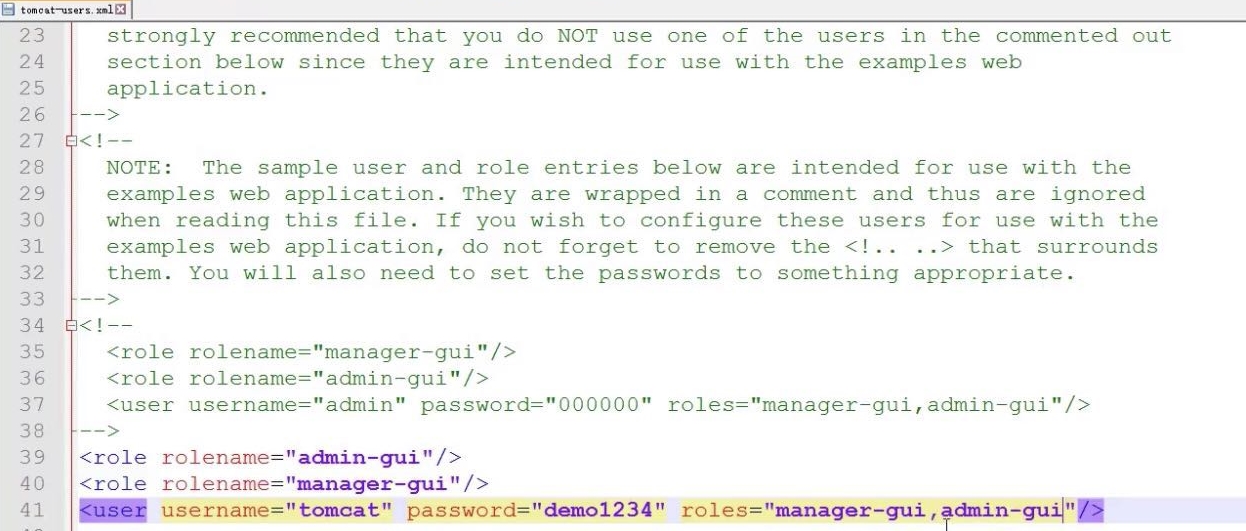 tomcat-users.xml
23 strongly recommended that you do NOT use one of the users in the commented out
24 section below since they are intended for use with the examples web
25 application.
26 -->
27 <!--
28 NOTE:  The sample user and role entries below are intended for use with the
29 examples web application. They are wrapped in a comment and thus are ignored
30 when reading this file. If you wish to configure these users for use with the
31 examples web application, do not forget to remove the <!.. ..> that surrounds
32 them. You will also need to set the passwords to something appropriate.
33 -->
34 <!--
35 <role rolename="manager-gui"/>
36 <role rolename="admin-gui"/>
37 <user username="admin" password="000000" roles="manager-gui,admin-gui"/>
38 -->
39 <role rolename="admin-gui"/>
40 <role rolename="manager-gui"/>
41 <user username="tomcat" password="demo1234" roles="manager-gui,admin-gui"/>